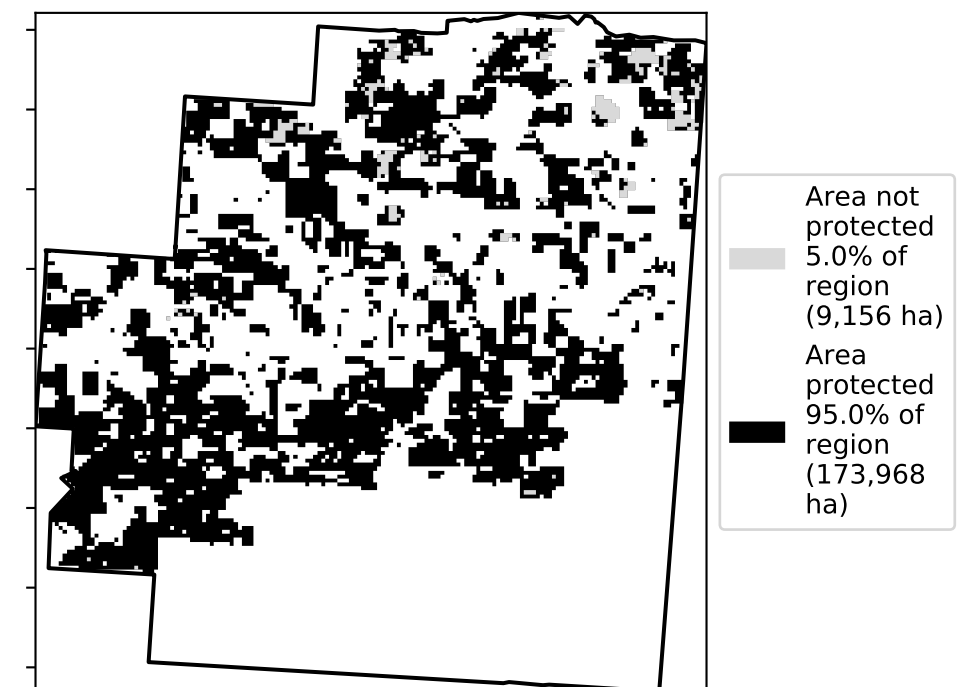 Area not
protected
5.0% of
region
(9,156 ha)
Area
protected
95.0% of
region
(173,968
ha)